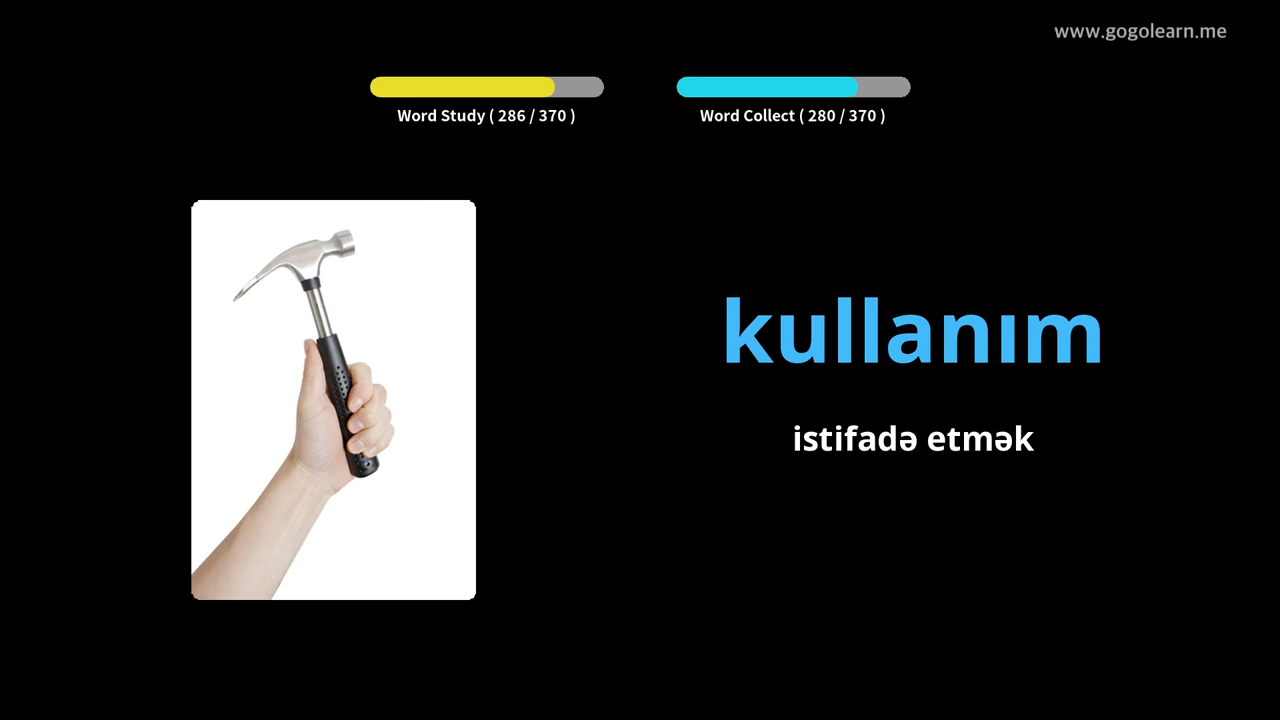 www.gogolearn.me
Word Study ( 286 / 370 )
Word Collect ( 280 / 370 )
kullanım
istifadə etmək